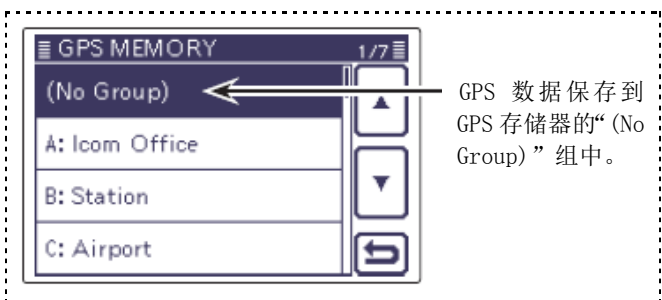 GPS MEMORY 1/7
(No Group)
A: Icom Office
B: Station
C: Airport
GPS 数据保存到
GPS 存储器的“(No
Group)”组中。